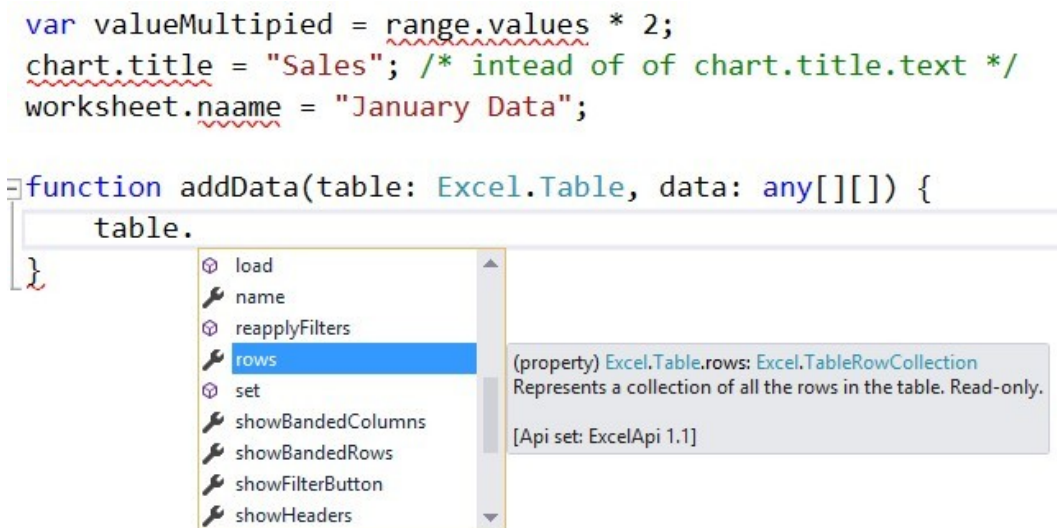 var valueMultipied = range.values * 2;
chart.title = "Sales"; /* intead of of chart.title.text */
worksheet.naame = "January Data";
function addData(table: Excel.Table, data: any[][]) {
table.
}
load
name
reapplyFilters
rows
set
showBandedColumns
showBandedRows
showFilterButton
showHeaders
(property) Excel.Table.rows: Excel.TableRowCollection
Represents a collection of all the rows in the table. Read-only.
[Api set: ExcelApi 1.1]